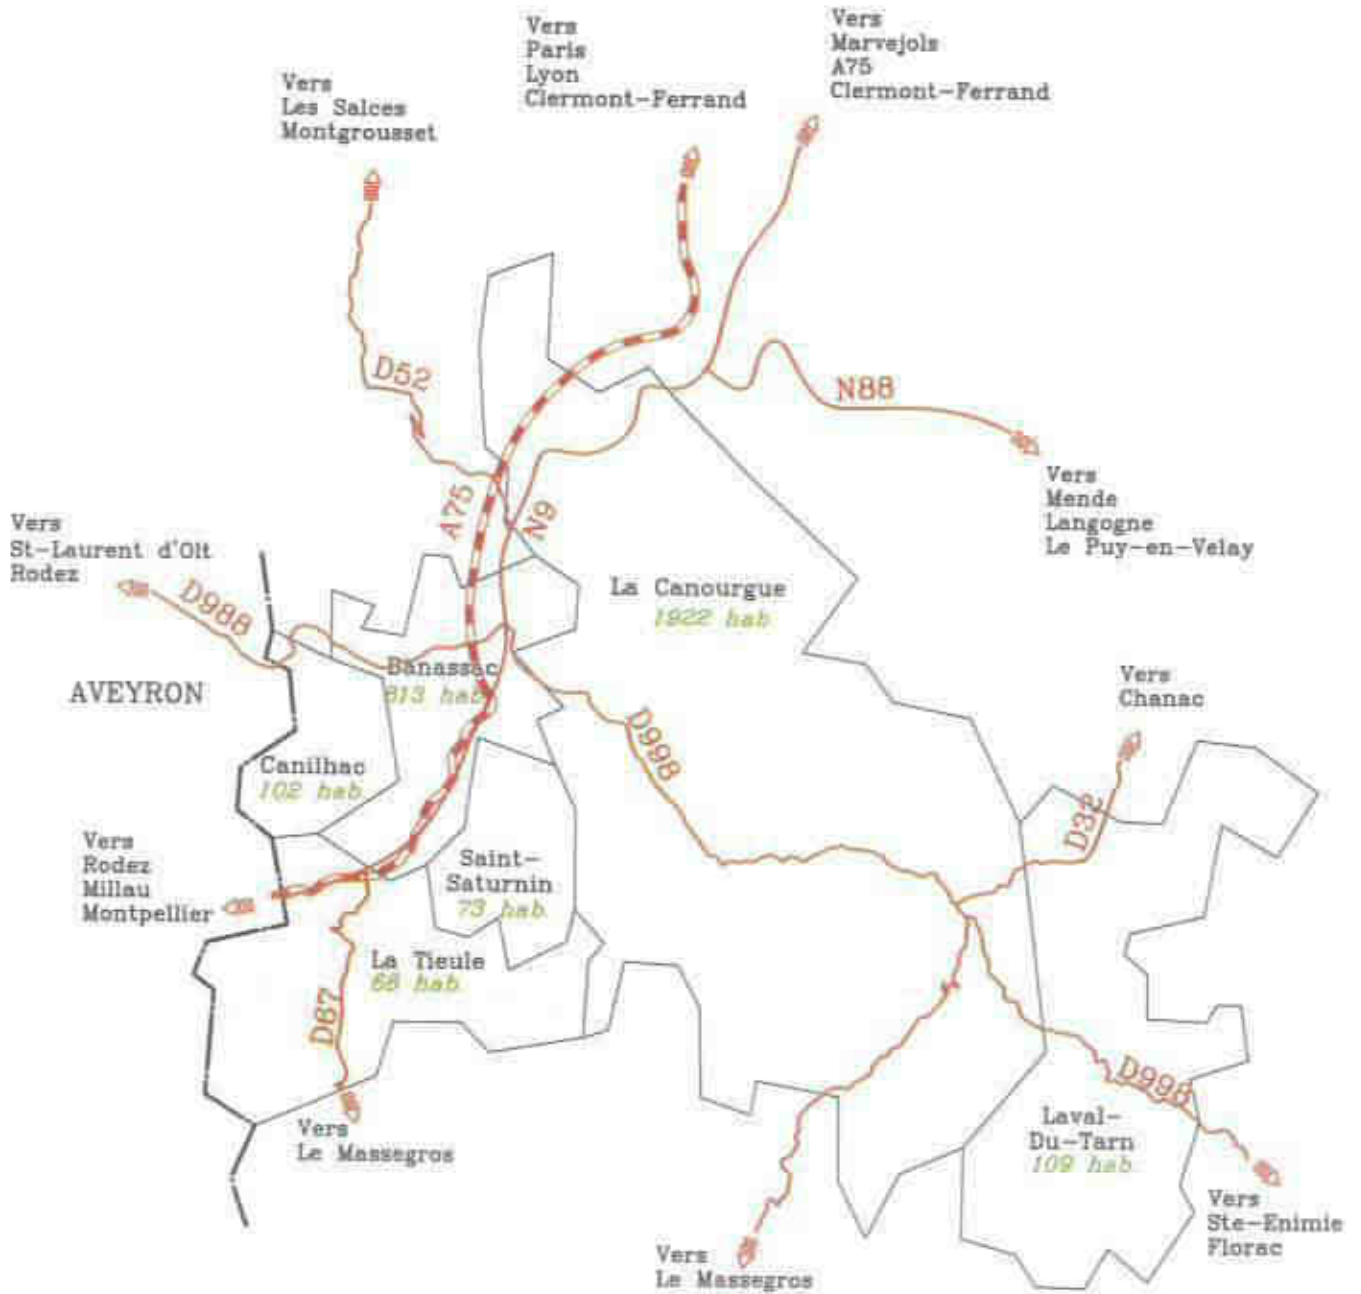 Vers
Paris
Lyon
Clermont-Ferrand
Vers
Marvejols
A75
Clermont-Ferrand
Vers
Les Salces
Montgrousset
D52
N88
A75
N9
Vers
Mende
Langogne
Le Puy-en-Velay
Vers
St-Laurent d'Olt
Rodez
D988
La Canourgue
1922 hab
Banassac
813 hab
AVEYRON
Vers
Chanac
D998
Canilhac
102 hab
D32
Vers
Rodez
Millau
Montpellier
Saint-
Saturnin
73 hab
La Tieule
68 hab
D67
D998
Vers
Le Massegros
Laval-
Du-Tarn
109 hab
Vers
Ste-Enimie
Florac
Vers
Le Massegros